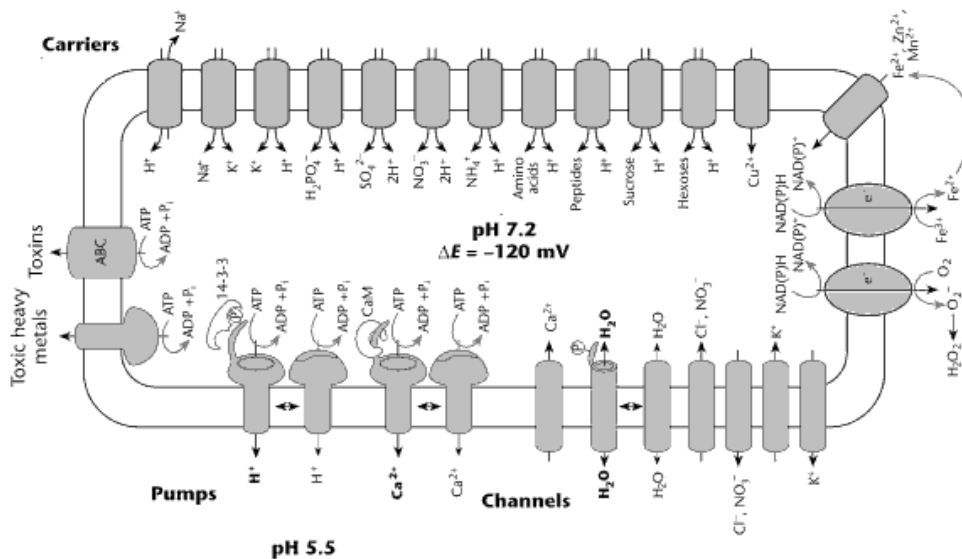 Carriers
Na⁺
H⁺
Na⁺
K⁺
K⁺
H⁺
H₂PO₄⁻
H⁺
SO₄²⁻
2H⁺
NO₃⁻
2H⁺
NH₄⁺
H⁺
Amino
acids
H⁺
Peptides
H⁺
Sucrose
H⁺
Hexoses
H⁺
Cu²⁺
Fe²⁺, Zn²⁺,
Mn²⁺
pH 7.2
ΔE = –120 mV
NAD(P)H
NAD(P)⁺
e⁻
Fe²⁺
Fe³⁺
NAD(P)H
NAD(P)⁺
e⁻
O₂
O₂⁻
H₂O₂
Toxins
ABC
ATP
ADP + Pᵢ
Toxic heavy
metals
ATP
ADP + Pᵢ
14-3-3
P
ATP
ADP + Pᵢ
ATP
ADP + Pᵢ
CaM
ATP
ADP + Pᵢ
ATP
ADP + Pᵢ
H⁺
H⁺
Ca²⁺
Ca²⁺
Ca²⁺
P
H₂O
H₂O
Cl⁻, NO₃⁻
K⁺
H₂O
H₂O
Cl⁻, NO₃⁻
K⁺
Pumps
Channels
pH 5.5